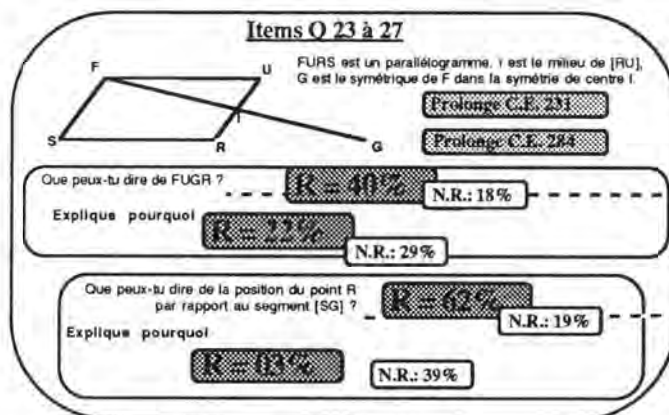 Items Q 23 à 27
FURS est un parallélogramme. I est le milieu de [RU],
G est le symétrique de F dans la symétrie de centre I.
F
U
I
S
R
G
Prolonge C.E. 231
Prolonge C.E. 284
Que peux-tu dire de FUGR ?
R = 40%
N.R.: 18%
Explique pourquoi
R = 22%
N.R.: 29%
Que peux-tu dire de la position du point R
par rapport au segment [SG] ?
R = 62%
N.R.: 19%
Explique pourquoi
R = 03%
N.R.: 39%